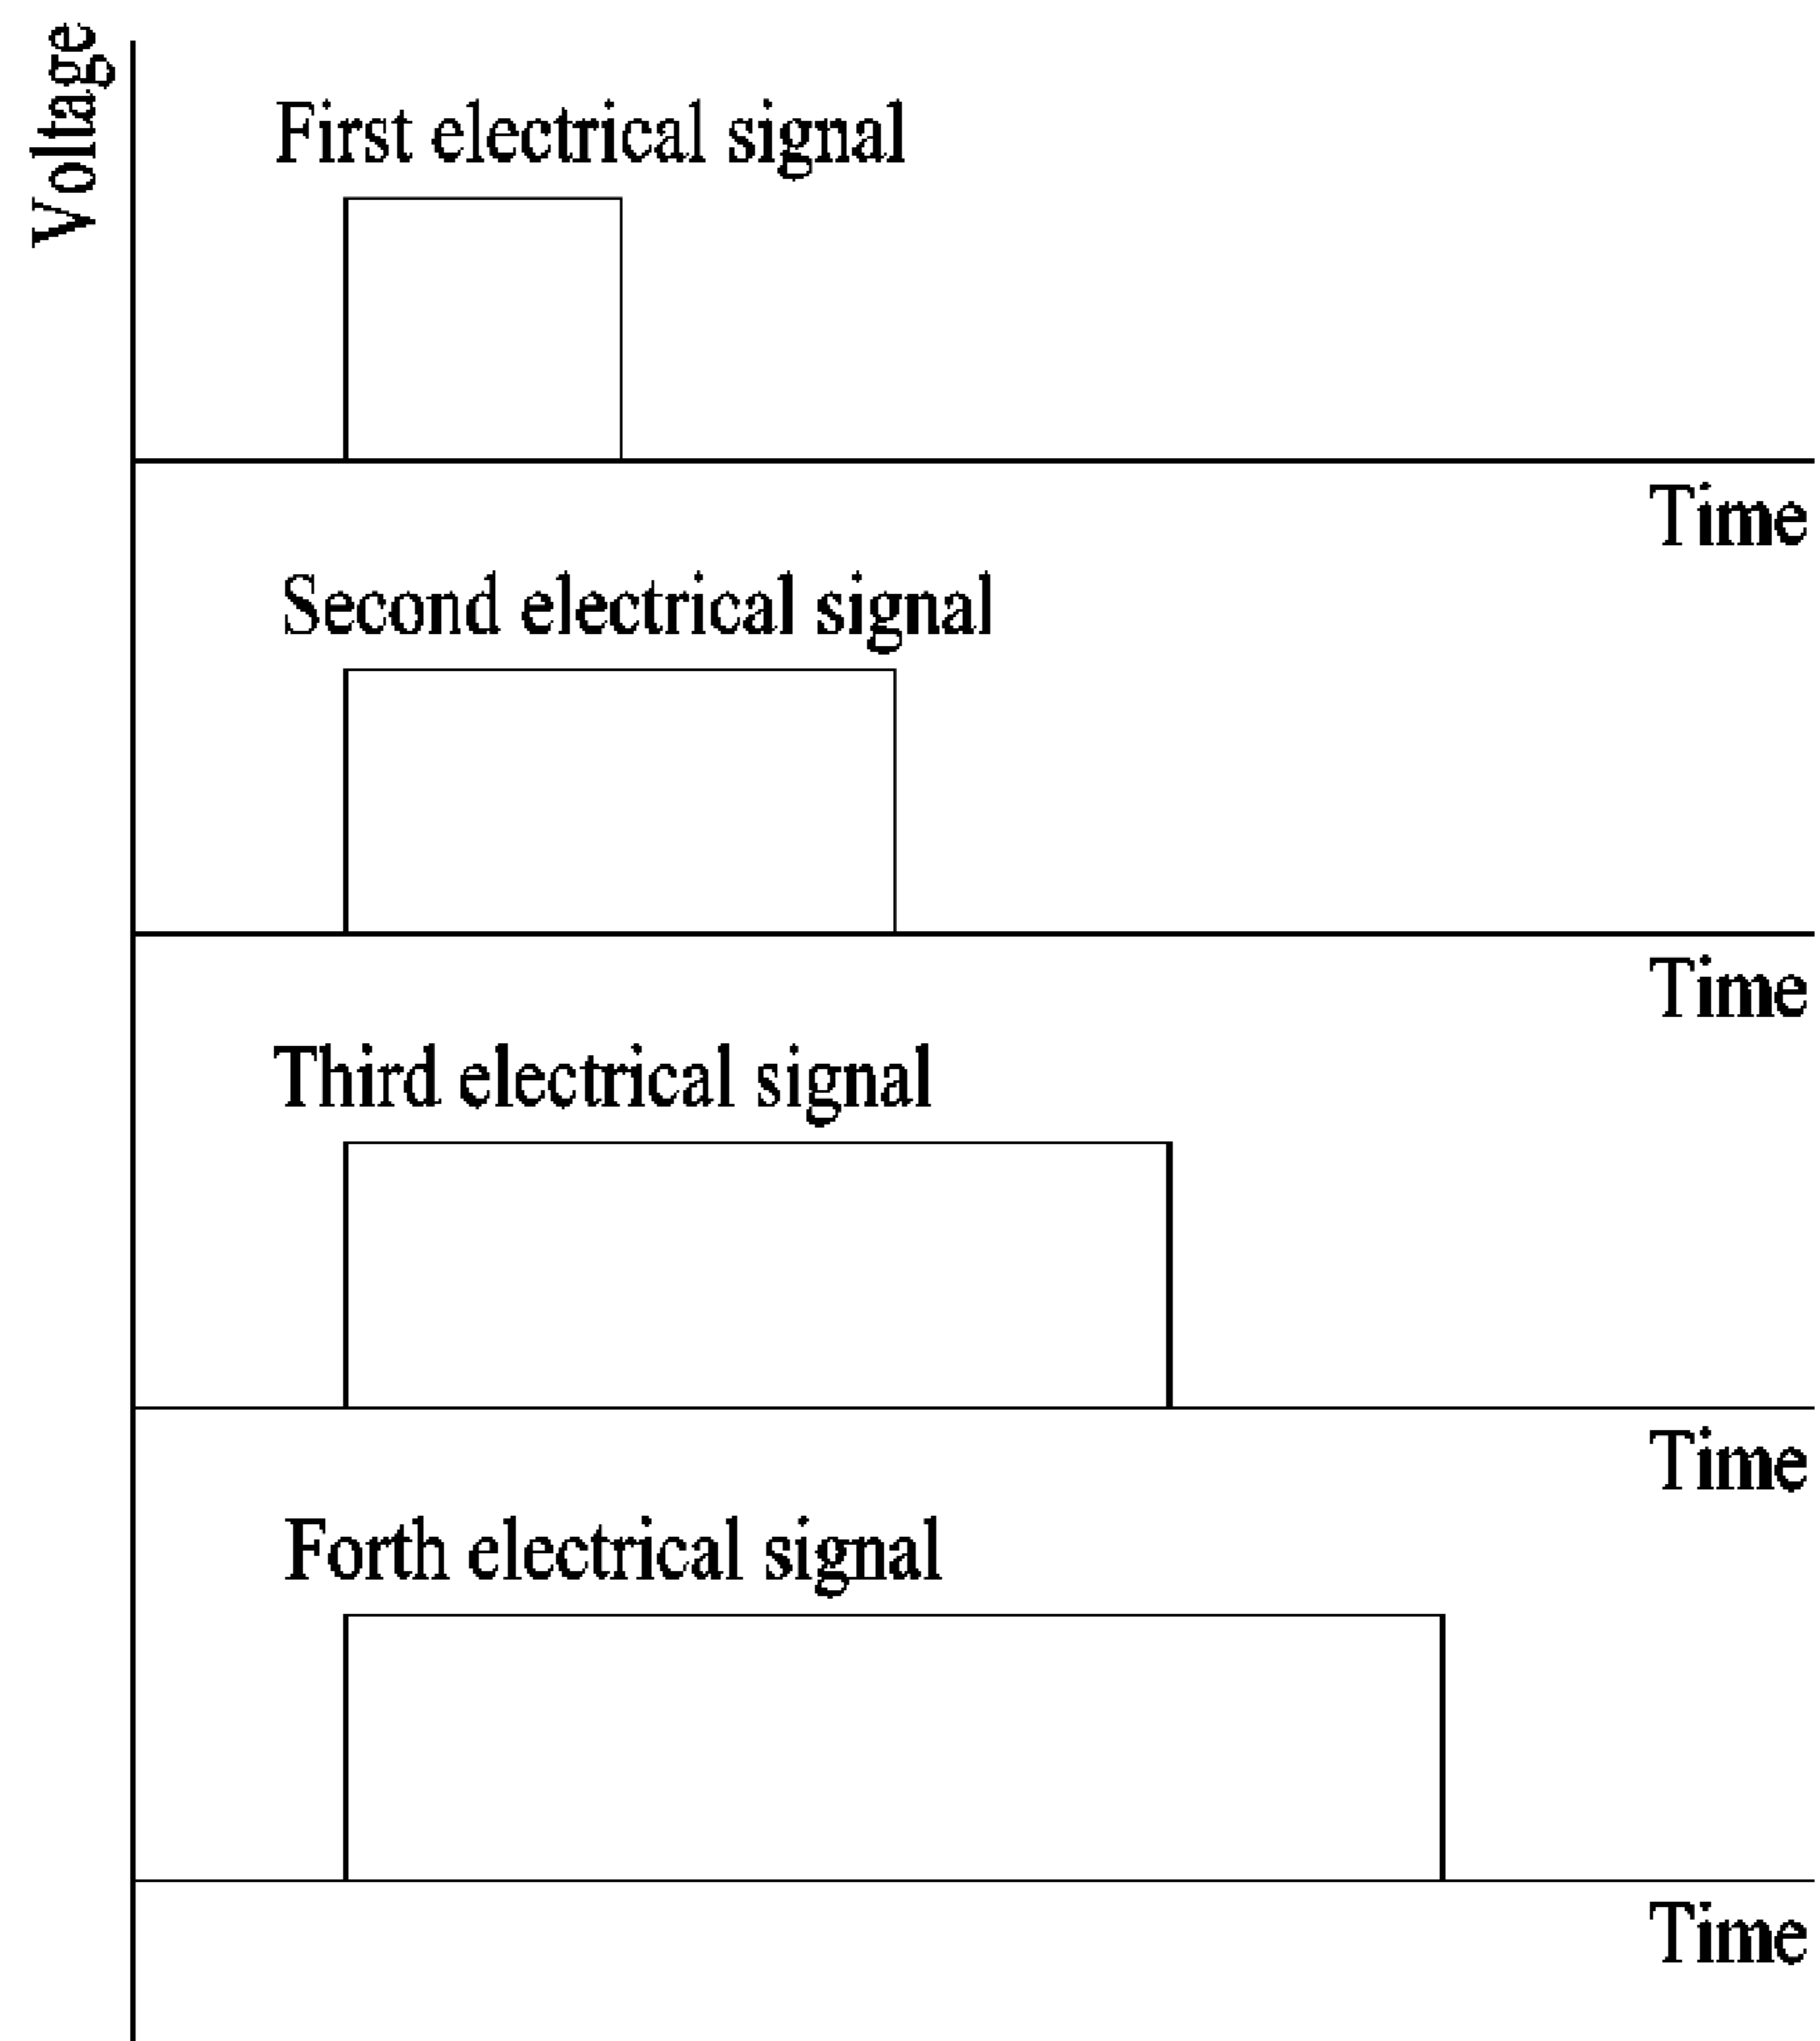 Voltage
First electrical signal
Time
Second electrical signal
Time
Third electrical signal
Time
Forth electrical signal
Time